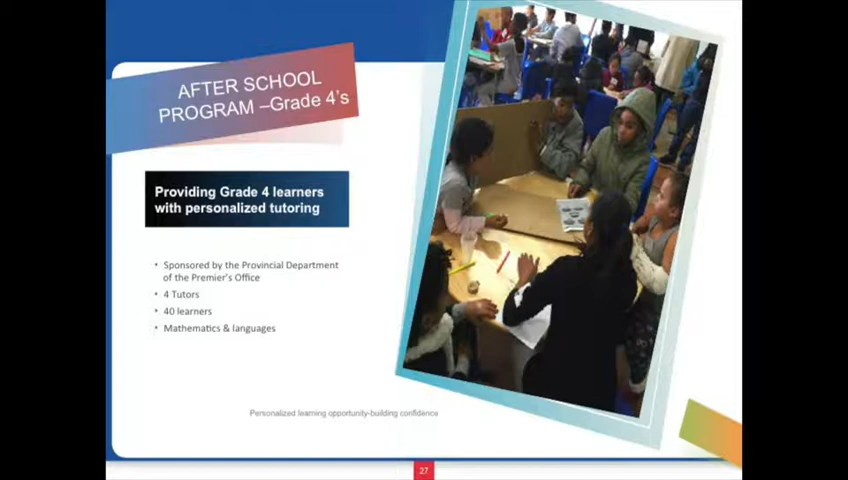 AFTER SCHOOL
PROGRAM –Grade 4's
Providing Grade 4 learners
with personalized tutoring
• Sponsored by the Provincial Department
of the Premier's Office
• 4 Tutors
• 40 learners
• Mathematics & languages
Personalized learning opportunity-building confidence
27